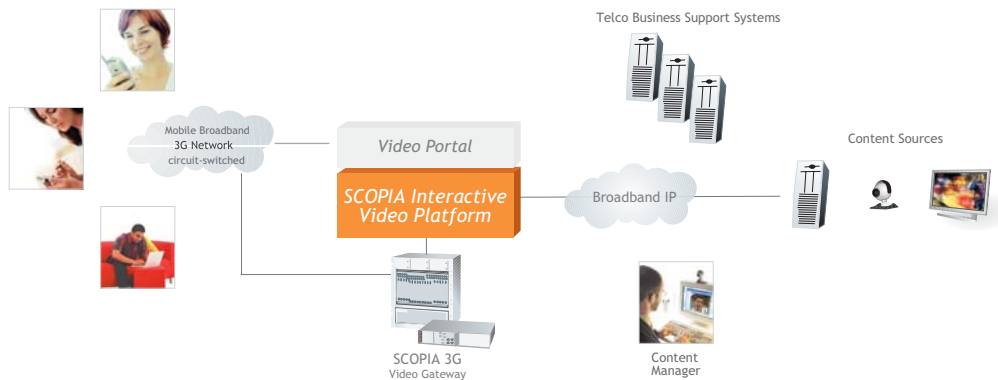 Telco Business Support Systems
Mobile Broadband
3G Network
circuit-switched
Video Portal
Content Sources
SCOPIA Interactive
Video Platform
Broadband IP
SCOPIA 3G
Video Gateway
Content
Manager